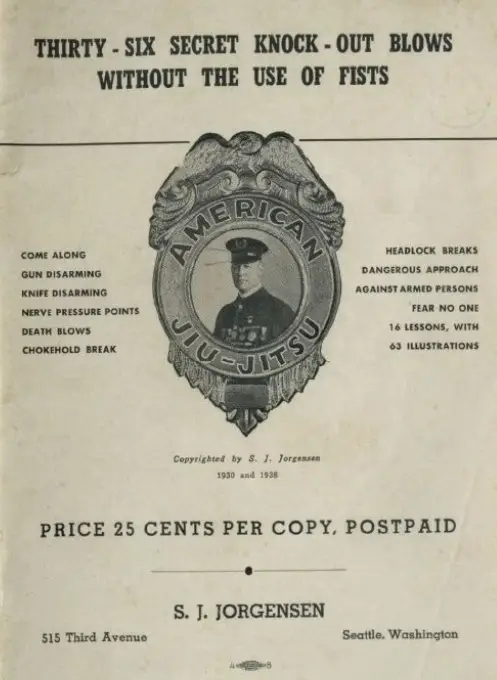 THIRTY - SIX SECRET KNOCK - OUT BLOWS
WITHOUT THE USE OF FISTS
AMERICAN
JIU-JITSU
COME ALONG
GUN DISARMING
KNIFE DISARMING
NERVE PRESSURE POINTS
DEATH BLOWS
CHOKEHOLD BREAK
HEADLOCK BREAKS
DANGEROUS APPROACH
AGAINST ARMED PERSONS
FEAR NO ONE
16 LESSONS, WITH
63 ILLUSTRATIONS
Copyrighted by S. J. Jorgensen
1930 and 1938
PRICE 25 CENTS PER COPY, POSTPAID
S. J. JORGENSEN
515 Third Avenue
Seattle, Washington